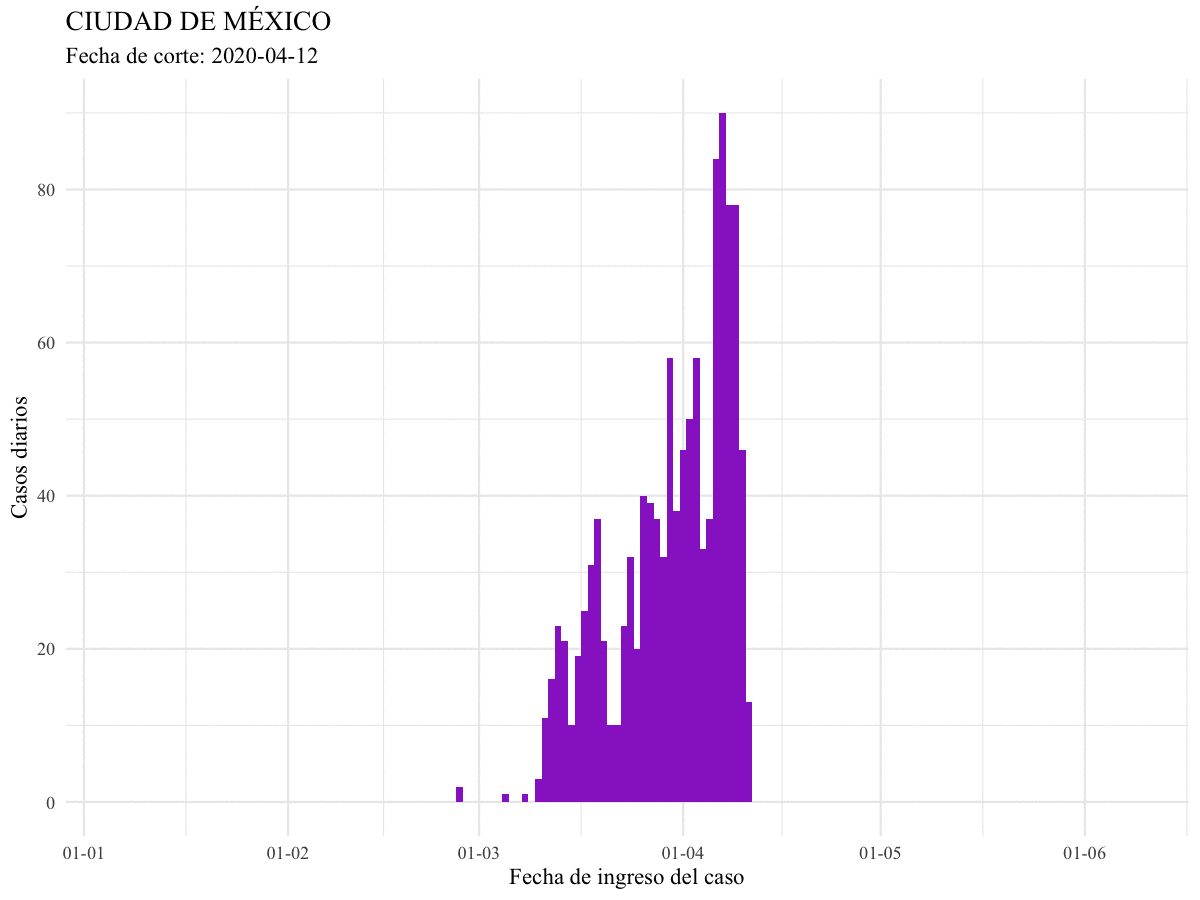 CIUDAD DE MÉXICO
Fecha de corte: 2020-04-12
Casos diarios
80
60
40
20
0
01-01 01-02 01-03 01-04 01-05 01-06
Fecha de ingreso del caso